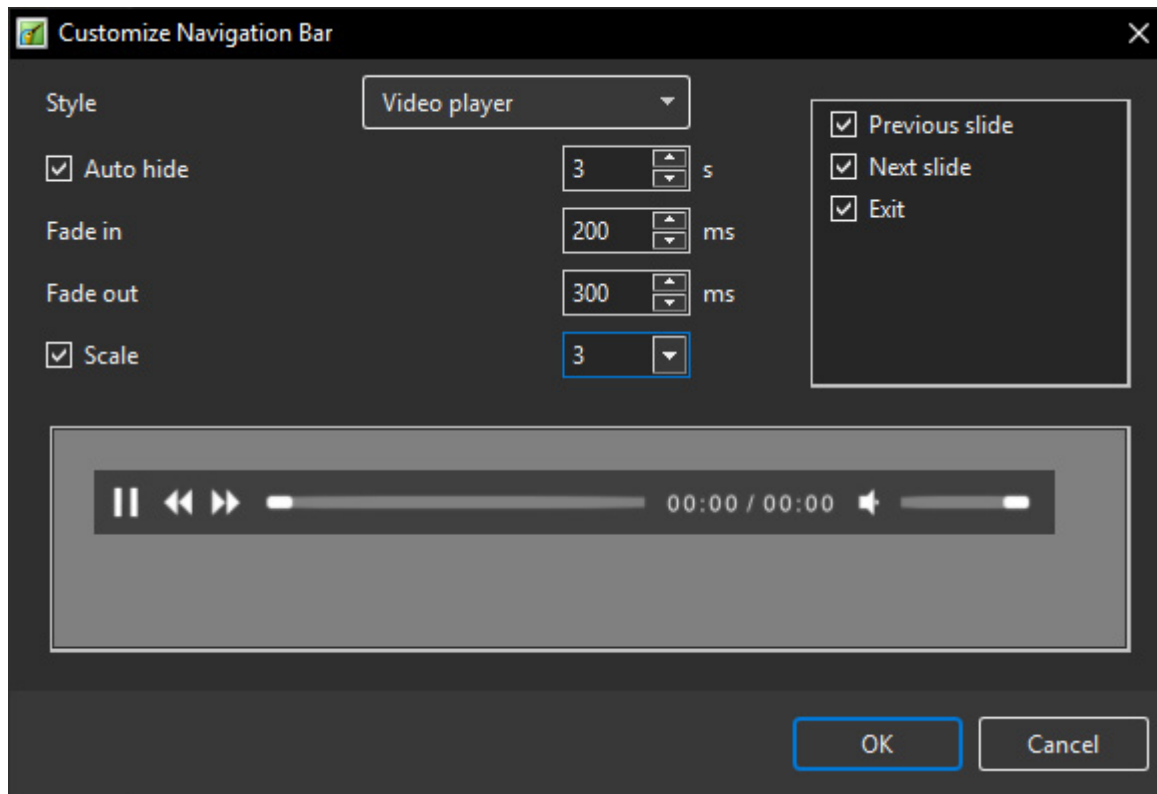 Customize Navigation Bar
Style Video player
Auto hide 3 s
Fade in 200 ms
Fade out 300 ms
Scale 3
Previous slide
Next slide
Exit
00:00 / 00:00
OK Cancel